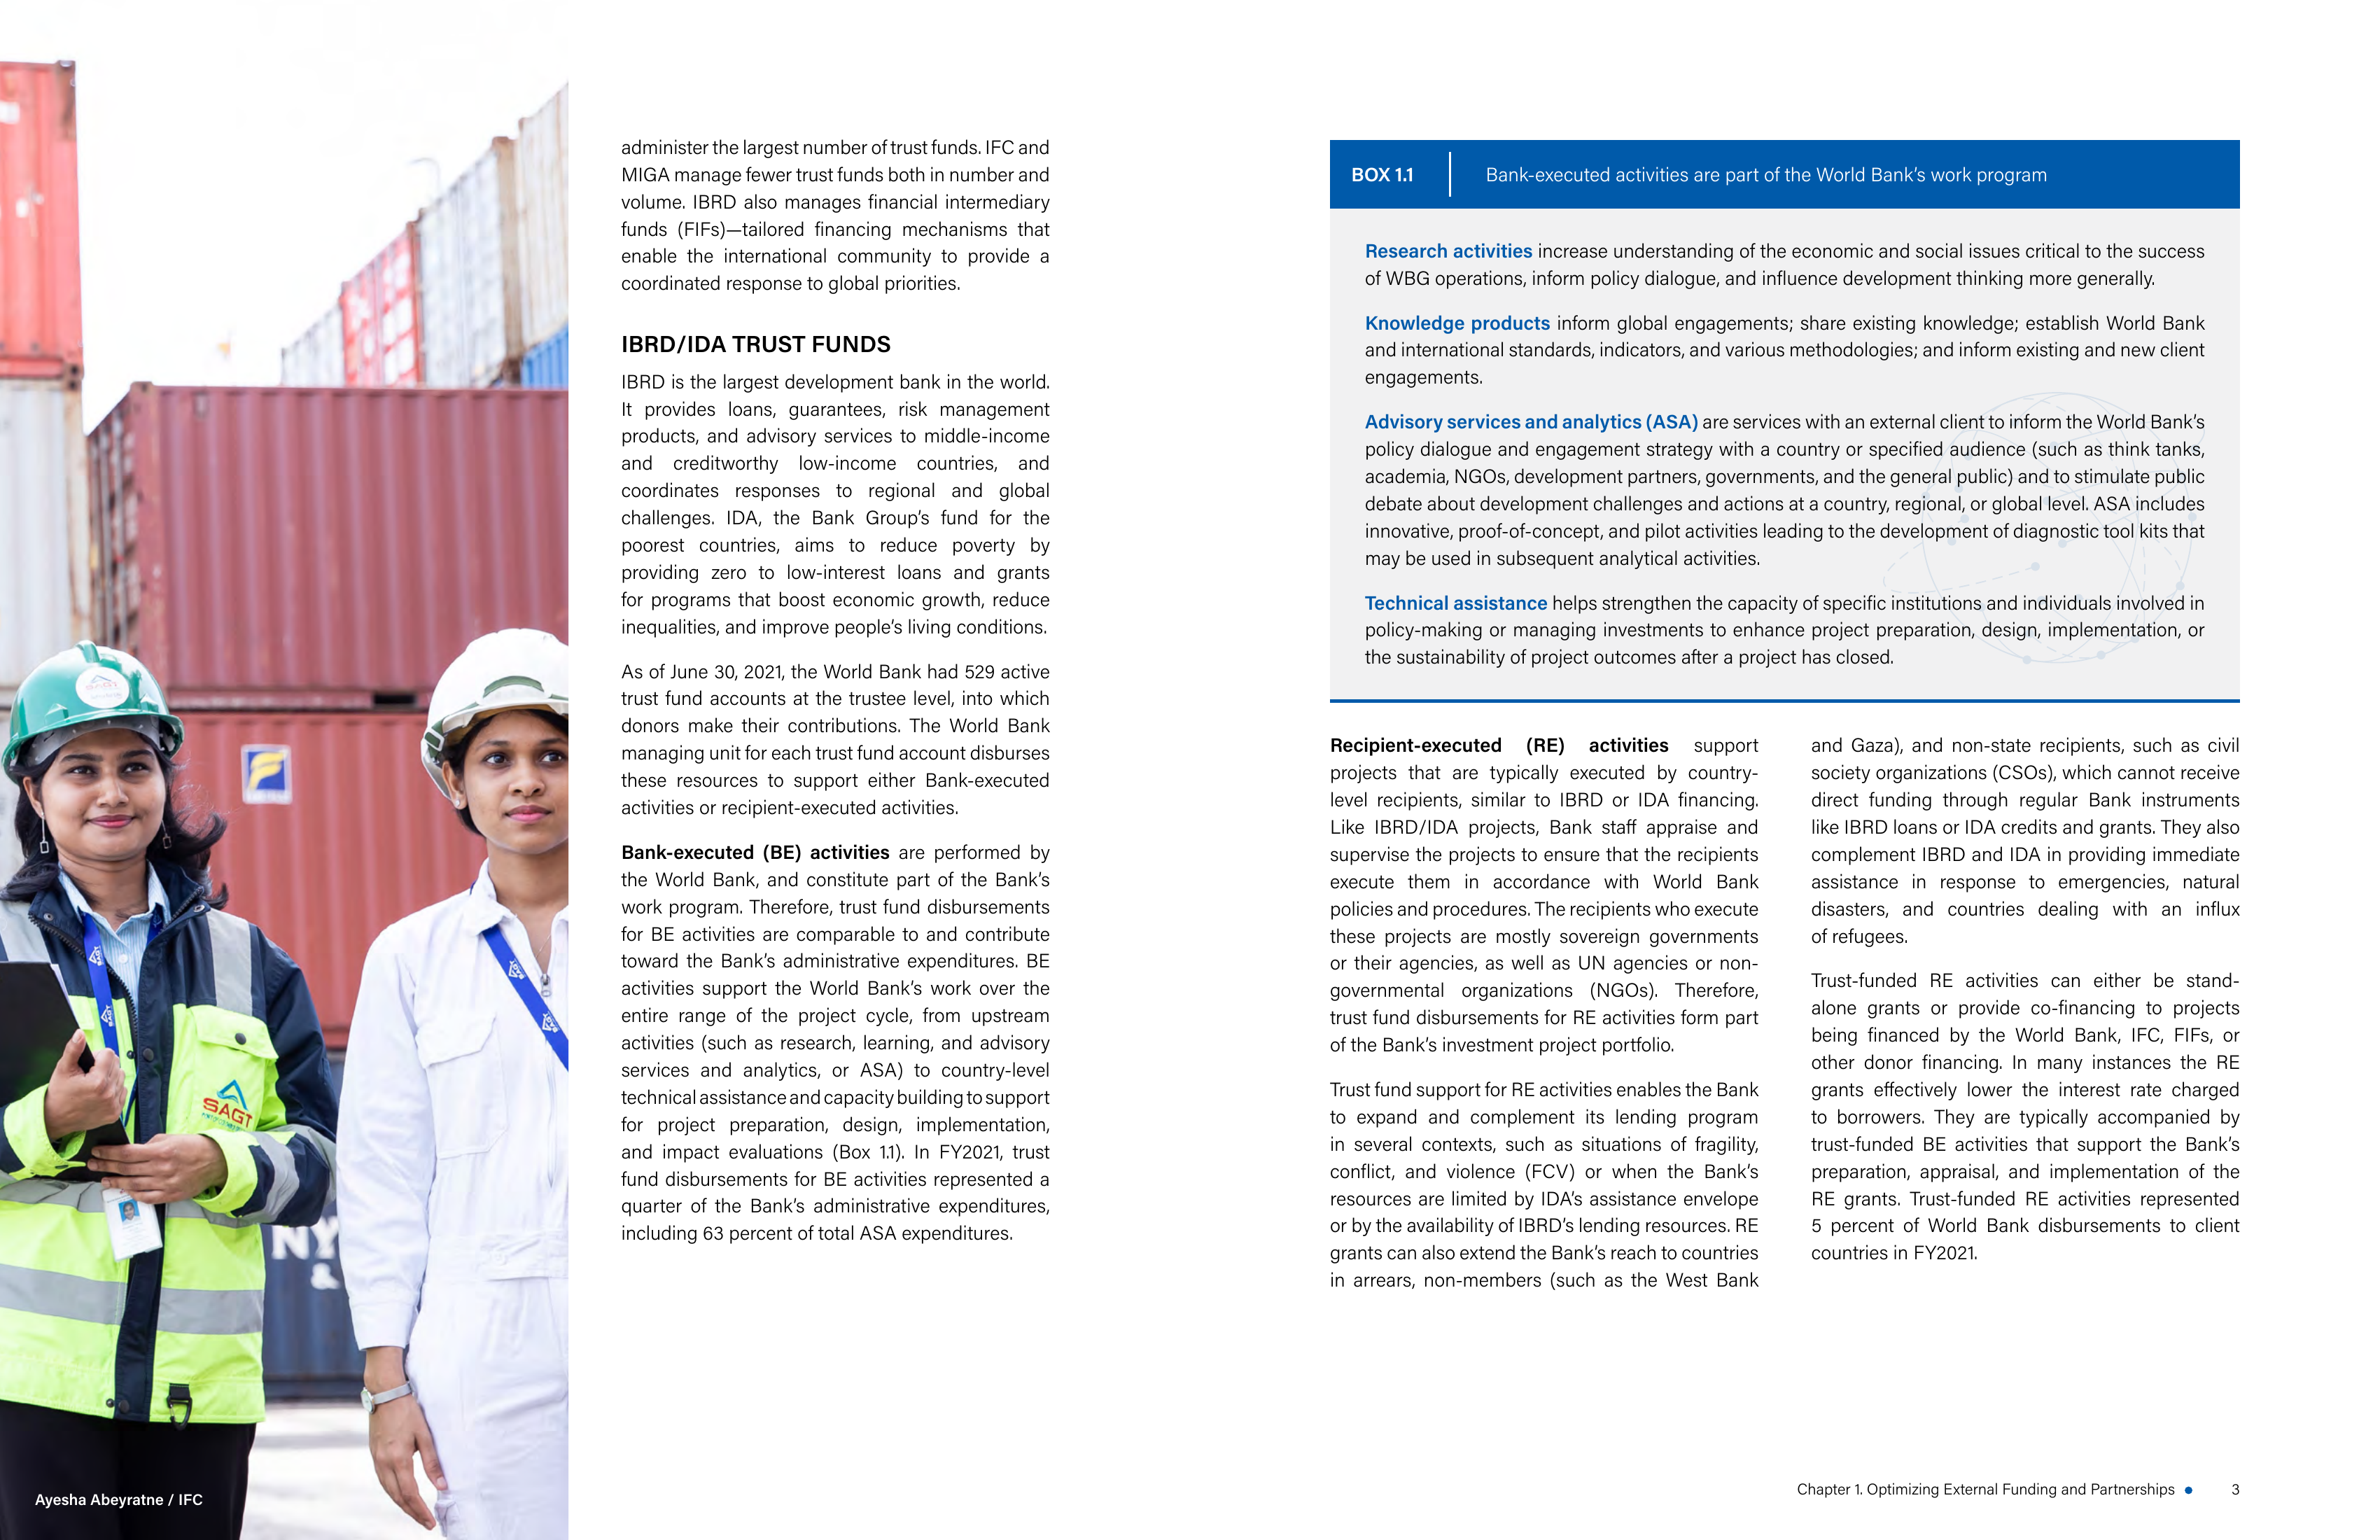 administer the largest number of trust funds. IFC and
MIGA manage fewer trust funds both in number and
volume. IBRD also manages financial intermediary
funds (FIFs)—tailored financing mechanisms that
enable the international community to provide a
coordinated response to global priorities.
IBRD/IDA TRUST FUNDS
IBRD is the largest development bank in the world.
It provides loans, guarantees, risk management
products, and advisory services to middle-income
and creditworthy low-income countries, and
coordinates responses to regional and global
challenges. IDA, the Bank Group's fund for the
poorest countries, aims to reduce poverty by
providing zero to low-interest loans and grants
for programs that boost economic growth, reduce
inequalities, and improve people's living conditions.
As of June 30, 2021, the World Bank had 529 active
trust fund accounts at the trustee level, into which
donors make their contributions. The World Bank
managing unit for each trust fund account disburses
these resources to support either Bank-executed
activities or recipient-executed activities.
Bank-executed (BE) activities are performed by
the World Bank, and constitute part of the Bank's
work program. Therefore, trust fund disbursements
for BE activities are comparable to and contribute
toward the Bank's administrative expenditures. BE
activities support the World Bank's work over the
entire range of the project cycle, from upstream
activities (such as research, learning, and advisory
services and analytics, or ASA) to country-level
technical assistance and capacity building to support
for project preparation, design, implementation,
and impact evaluations (Box 1.1). In FY2021, trust
fund disbursements for BE activities represented a
quarter of the Bank's administrative expenditures,
including 63 percent of total ASA expenditures.
SAGT
SAGT
NY
&
Ayesha Abeyratne / IFC
BOX 1.1 Bank-executed activities are part of the World Bank's work program
Research activities increase understanding of the economic and social issues critical to the success
of WBG operations, inform policy dialogue, and influence development thinking more generally.
Knowledge products inform global engagements; share existing knowledge; establish World Bank
and international standards, indicators, and various methodologies; and inform existing and new client
engagements.
Advisory services and analytics (ASA) are services with an external client to inform the World Bank's
policy dialogue and engagement strategy with a country or specified audience (such as think tanks,
academia, NGOs, development partners, governments, and the general public) and to stimulate public
debate about development challenges and actions at a country, regional, or global level. ASA includes
innovative, proof-of-concept, and pilot activities leading to the development of diagnostic tool kits that
may be used in subsequent analytical activities.
Technical assistance helps strengthen the capacity of specific institutions and individuals involved in
policy-making or managing investments to enhance project preparation, design, implementation, or
the sustainability of project outcomes after a project has closed.
Recipient-executed (RE) activities support
projects that are typically executed by country-
level recipients, similar to IBRD or IDA financing.
Like IBRD/IDA projects, Bank staff appraise and
supervise the projects to ensure that the recipients
execute them in accordance with World Bank
policies and procedures. The recipients who execute
these projects are mostly sovereign governments
or their agencies, as well as UN agencies or non-
governmental organizations (NGOs). Therefore,
trust fund disbursements for RE activities form part
of the Bank's investment project portfolio.
Trust fund support for RE activities enables the Bank
to expand and complement its lending program
in several contexts, such as situations of fragility,
conflict, and violence (FCV) or when the Bank's
resources are limited by IDA's assistance envelope
or by the availability of IBRD's lending resources. RE
grants can also extend the Bank's reach to countries
in arrears, non-members (such as the West Bank
and Gaza), and non-state recipients, such as civil
society organizations (CSOs), which cannot receive
direct funding through regular Bank instruments
like IBRD loans or IDA credits and grants. They also
complement IBRD and IDA in providing immediate
assistance in response to emergencies, natural
disasters, and countries dealing with an influx
of refugees.
Trust-funded RE activities can either be stand-
alone grants or provide co-financing to projects
being financed by the World Bank, IFC, FIFs, or
other donor financing. In many instances the RE
grants effectively lower the interest rate charged
to borrowers. They are typically accompanied by
trust-funded BE activities that support the Bank's
preparation, appraisal, and implementation of the
RE grants. Trust-funded RE activities represented
5 percent of World Bank disbursements to client
countries in FY2021.
Chapter 1. Optimizing External Funding and Partnerships ● 3